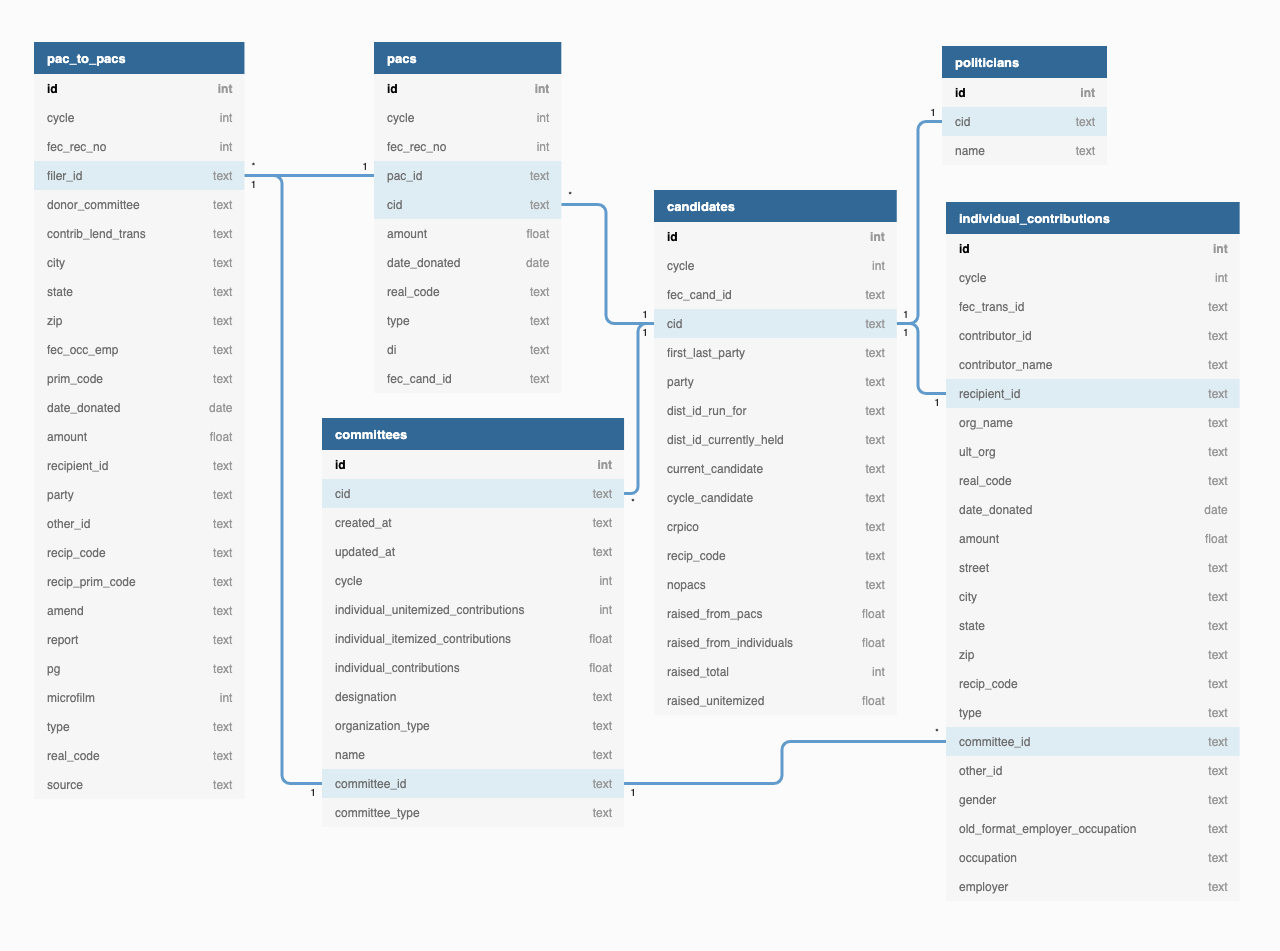 pac_to_pacs
id int
cycle int
fec_rec_no int
filer_id text
donor_committee text
contrib_lend_trans text
city text
state text
zip text
fec_occ_emp text
prim_code text
date_donated date
amount float
recipient_id text
party text
other_id text
recip_code text
recip_prim_code text
amend text
report text
pg text
microfilm int
type text
real_code text
source text
*
1
1
1
pacs
id int
cycle int
fec_rec_no int
pac_id text
cid text
amount float
date_donated date
real_code text
type text
di text
fec_cand_id text
*
committees
id int
cid text
created_at text
updated_at text
cycle int
individual_unitemized_contributions int
individual_itemized_contributions float
individual_contributions float
designation text
organization_type text
name text
committee_id text
committee_type text
*
1
1
1
candidates
id int
cycle int
fec_cand_id text
cid text
first_last_party text
party text
dist_id_run_for text
dist_id_currently_held text
current_candidate text
cycle_candidate text
crpico text
recip_code text
nopacs text
raised_from_pacs float
raised_from_individuals float
raised_total int
raised_unitemized float
1
1
1
politicians
id int
cid text
name text
1
*
individual_contributions
id int
cycle int
fec_trans_id text
contributor_id text
contributor_name text
recipient_id text
org_name text
ult_org text
real_code text
date_donated date
amount float
street text
city text
state text
zip text
recip_code text
type text
committee_id text
other_id text
gender text
old_format_employer_occupation text
occupation text
employer text